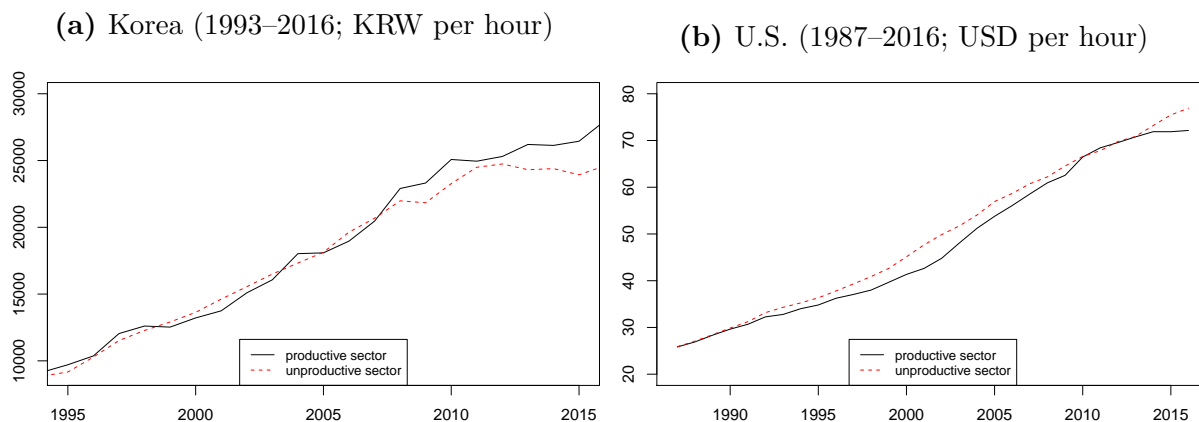 (a) Korea (1993–2016; KRW per hour)
30000
25000
20000
15000
10000
productive sector
unproductive sector
1995 2000 2005 2010 2015
(b) U.S. (1987–2016; USD per hour)
80
70
60
50
40
30
20
productive sector
unproductive sector
1990 1995 2000 2005 2010 2015